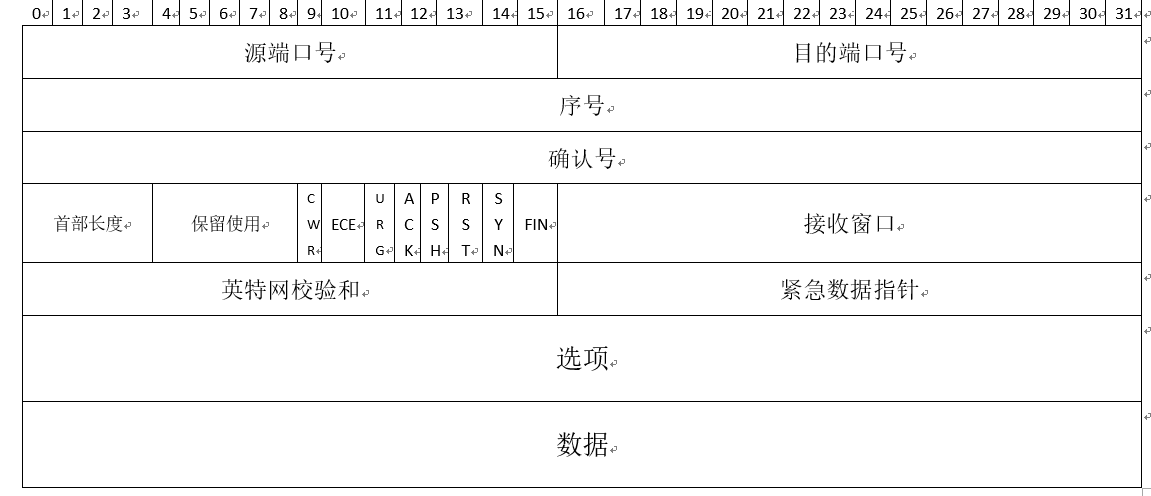 0 1 2 3 4 5 6 7 8 9 10 11 12 13 14 15 16 17 18 19 20 21 22 23 24 25 26 27 28 29 30 31
源端口号 目的端口号
序号
确认号
首部长度 保留使用 CWR ECE URG ACK PSH RST SYN FIN 接收窗口
英特网校验和 紧急数据指针
选项
数据